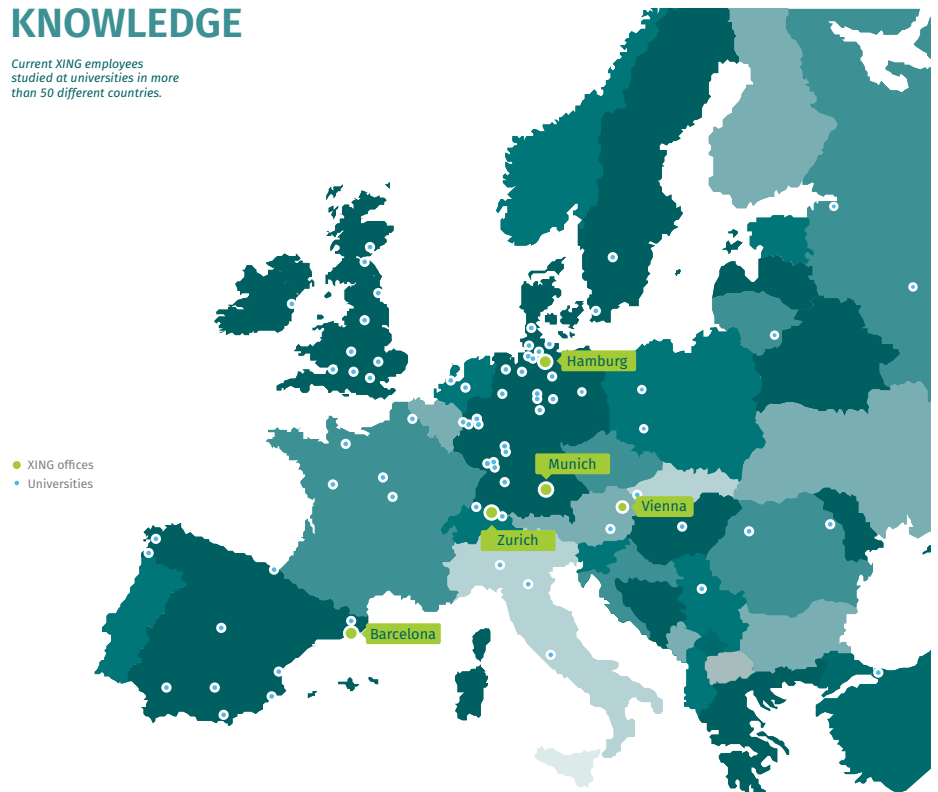 KNOWLEDGE
Current XING employees
studied at universities in more
than 50 different countries.
Hamburg
XING offices
Universities
Munich
Vienna
Zurich
Barcelona